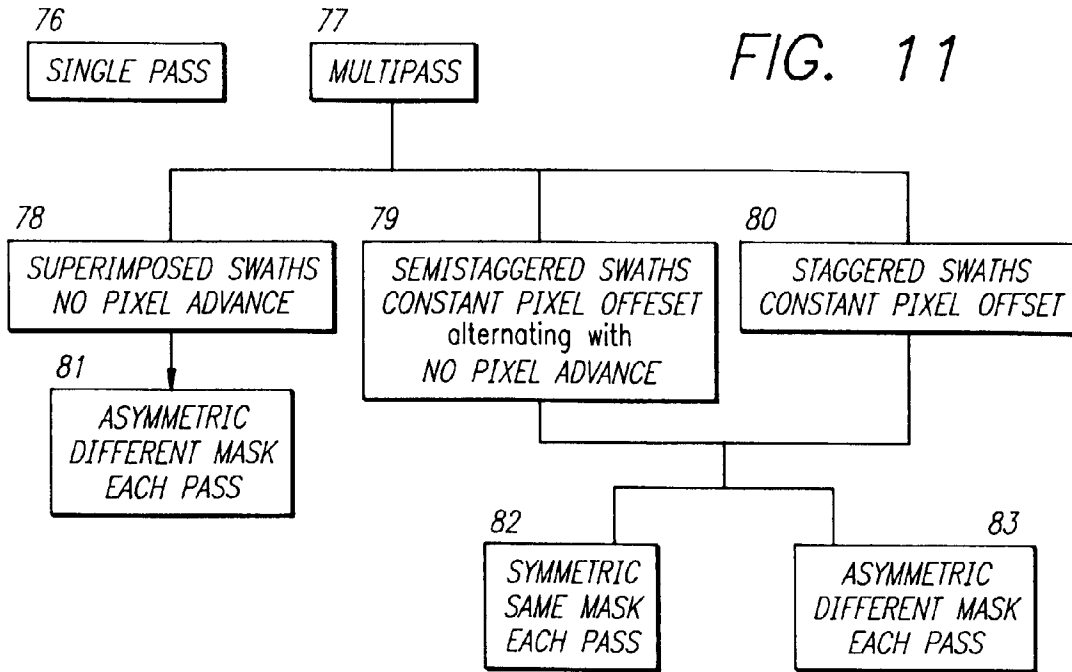 76
77
FIG. 11
SINGLE PASS
MULTIPASS
78
79
80
SUPERIMPOSED SWATHS
NO PIXEL ADVANCE
SEMISTAGGERED SWATHS
CONSTANT PIXEL OFFESET
alternating with
NO PIXEL ADVANCE
STAGGERED SWATHS
CONSTANT PIXEL OFFSET
81
ASYMMETRIC
DIFFERENT MASK
EACH PASS
82
83
SYMMETRIC
SAME MASK
EACH PASS
ASYMMETRIC
DIFFERENT MASK
EACH PASS